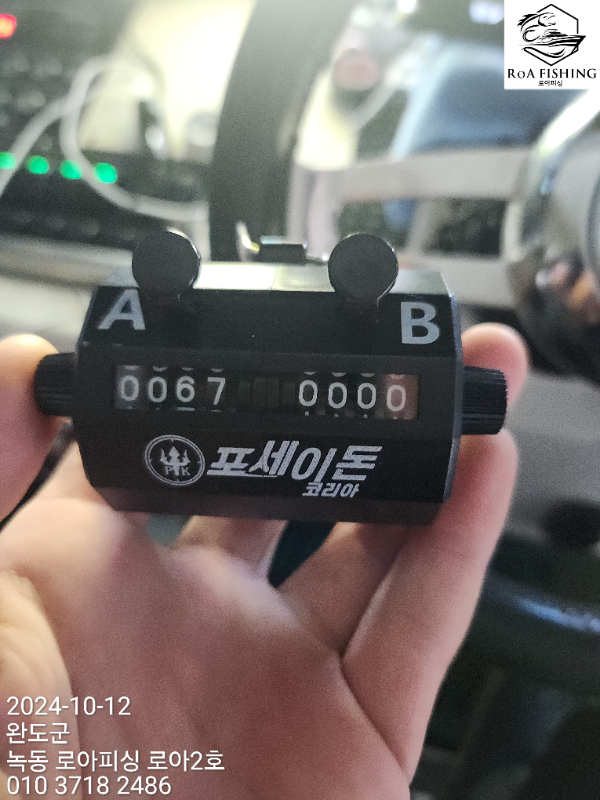 RoA FISHING
로아피싱
A B
0067 0000
PK 포세이돈
코리아
2024-10-12
완도군
녹동 로아피싱 로아2호
010 3718 2486